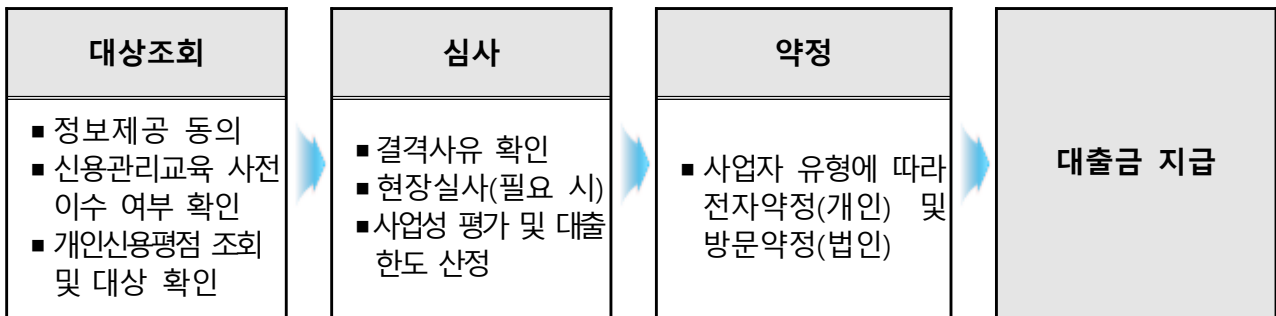 대상조회
■ 정보제공 동의
■ 신용관리교육 사전
이수 여부 확인
■ 개인신용평점 조회
및 대상 확인
심사
■ 결격사유 확인
■ 현장실사(필요 시)
■ 사업성 평가 및 대출
한도 산정
약정
■ 사업자 유형에 따라
전자약정(개인) 및
방문약정(법인)
대출금 지급